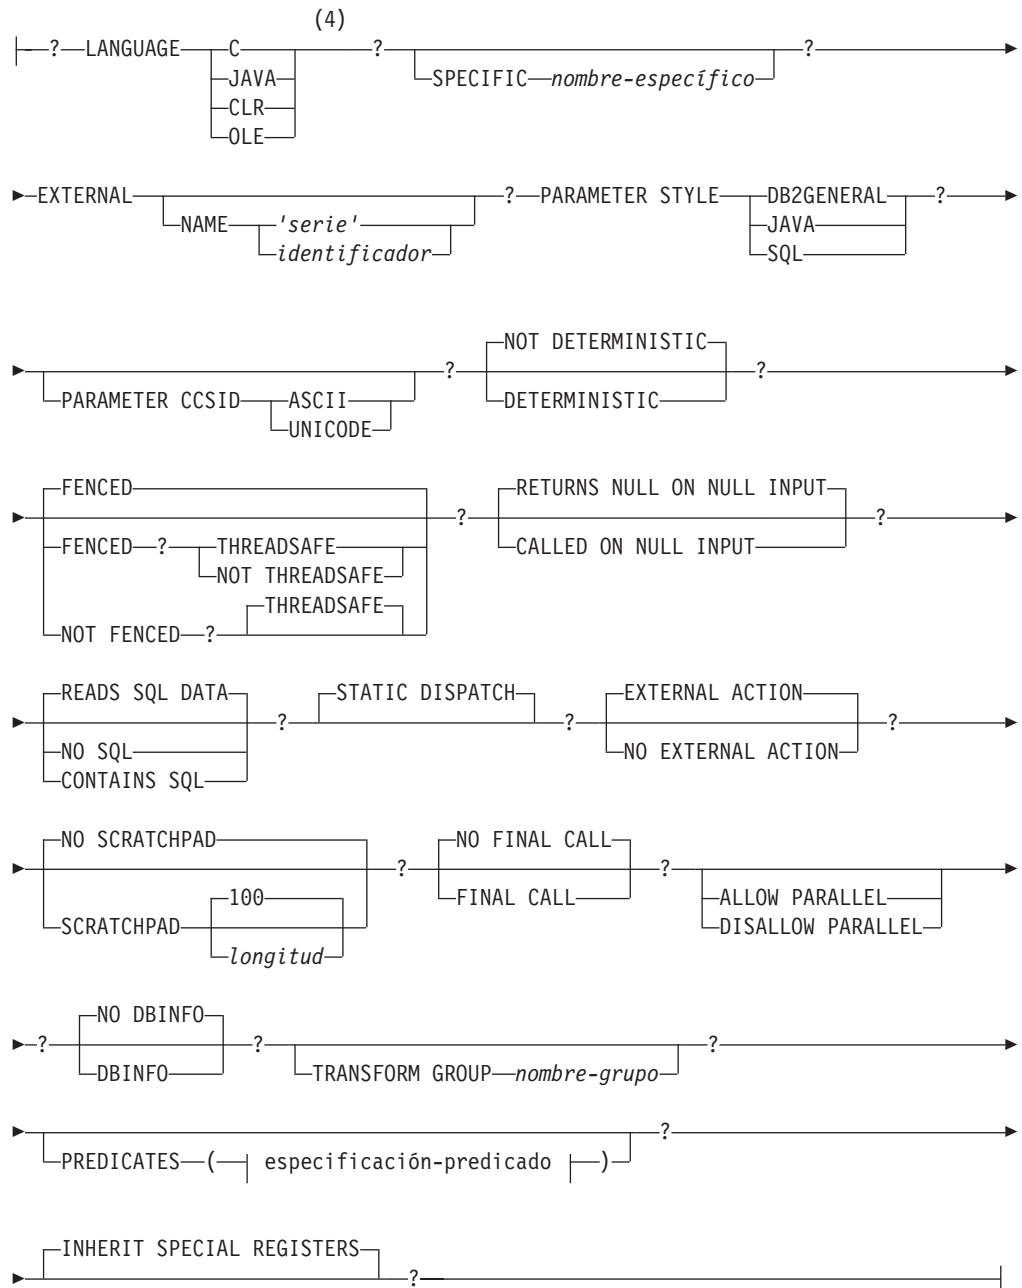 (4)
? LANGUAGE C ? ?
JAVA SPECIFIC nombre-específico
CLR
OLE
EXTERNAL ? PARAMETER STYLE DB2GENERAL ?
NAME 'serie' JAVA
identificador SQL
NOT DETERMINISTIC
? ?
PARAMETER CCSID ASCII DETERMINISTIC
UNICODE
FENCED RETURNS NULL ON NULL INPUT
? ?
FENCED ? THREADSAFE CALLED ON NULL INPUT
NOT THREADSAFE
THREADSAFE
NOT FENCED ?
READS SQL DATA STATIC DISPATCH EXTERNAL ACTION
? ? ?
NO SQL NO EXTERNAL ACTION
CONTAINS SQL
NO SCRATCHPAD NO FINAL CALL
? ?
100 FINAL CALL ALLOW PARALLEL
SCRATCHPAD DISALLOW PARALLEL
longitud
NO DBINFO
? ? ?
DBINFO TRANSFORM GROUP nombre-grupo
?
PREDICATES ( especificación-predicado )
INHERIT SPECIAL REGISTERS
?